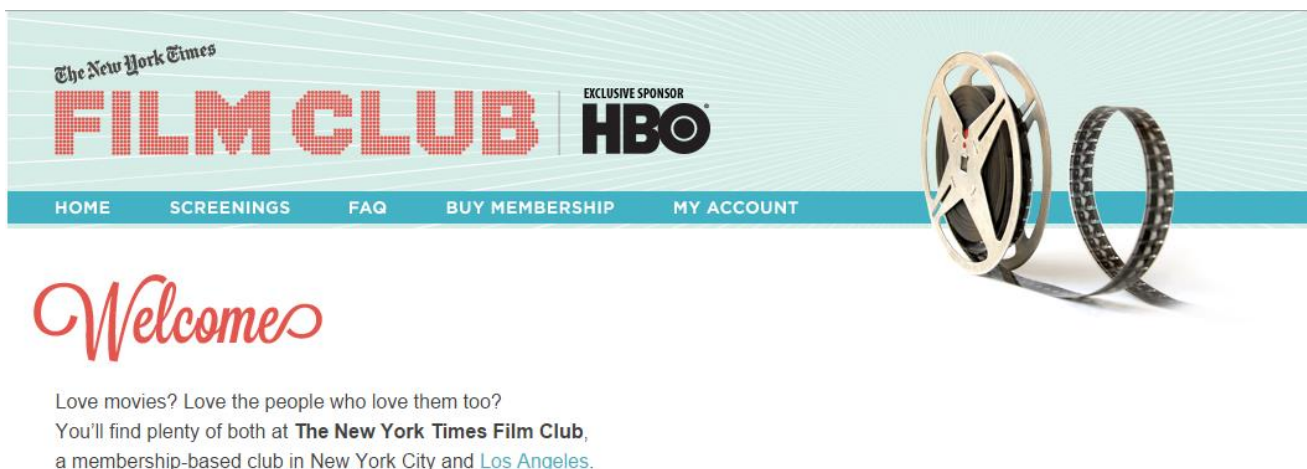 The New York Times
FILM CLUB
EXCLUSIVE SPONSOR
HBO®
HOME SCREENINGS FAQ BUY MEMBERSHIP MY ACCOUNT
Welcome
Love movies? Love the people who love them too?
You'll find plenty of both at The New York Times Film Club,
a membership-based club in New York City and Los Angeles.